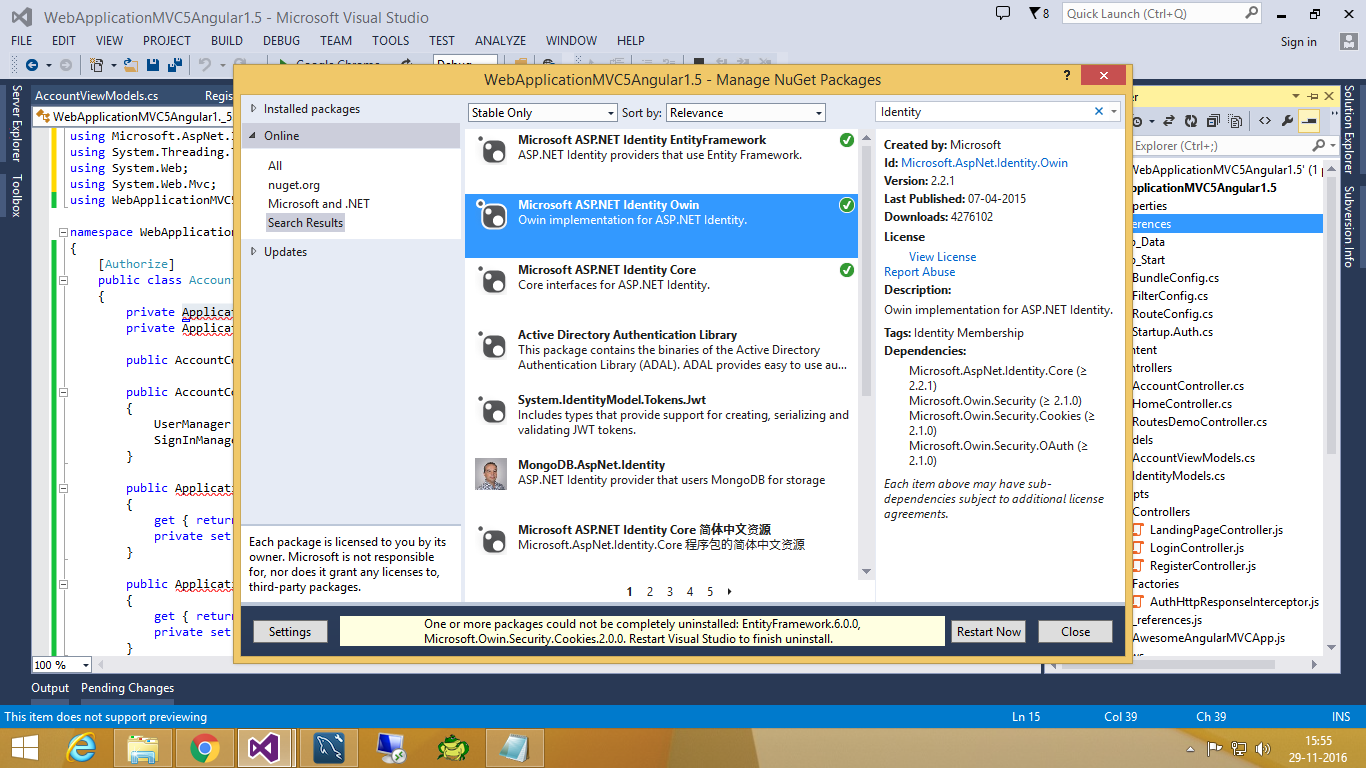 WebApplicationMVC5Angular1.5 - Microsoft Visual Studio
8
Quick Launch (Ctrl+Q)
FILE EDIT VIEW PROJECT BUILD DEBUG TEAM TOOLS TEST ANALYZE WINDOW HELP
Sign in
WebApplicationMVC5Angular1.5 - Manage NuGet Packages
?
Server Explorer
Toolbox
AccountViewModels.cs Regis
WebApplicationMVC5Angular1._5
using Microsoft.AspNet.I
using System.Threading.T
using System.Web;
using System.Web.Mvc;
using WebApplicationMVC5
namespace WebApplication
{
[Authorize]
public class Account
{
private Applicat
private Applicat
public AccountCo
public AccountCo
{
UserManager
SignInManage
}
public Applicati
{
get { return
private set
}
public Applicati
{
get { return
private set
}
100 %
Installed packages
Online
All
nuget.org
Microsoft and .NET
Search Results
Updates
Each package is licensed to you by its
owner. Microsoft is not responsible
for, nor does it grant any licenses to,
third-party packages.
Stable Only Sort by: Relevance
Microsoft ASP.NET Identity EntityFramework
ASP.NET Identity providers that use Entity Framework.
Microsoft ASP.NET Identity Owin
Owin implementation for ASP.NET Identity.
Microsoft ASP.NET Identity Core
Core interfaces for ASP.NET Identity.
Active Directory Authentication Library
This package contains the binaries of the Active Directory
Authentication Library (ADAL). ADAL provides easy to use au...
System.IdentityModel.Tokens.Jwt
Includes types that provide support for creating, serializing and
validating JWT tokens.
MongoDB.AspNet.Identity
ASP.NET Identity provider that users MongoDB for storage
Microsoft ASP.NET Identity Core 简体中文资源
Microsoft.AspNet.Identity.Core 程序包的简体中文资源
1 2 3 4 5
Identity
Created by: Microsoft
Id: Microsoft.AspNet.Identity.Owin
Version: 2.2.1
Last Published: 07-04-2015
Downloads: 4276102
License
View License
Report Abuse
Description:
Owin implementation for ASP.NET Identity.
Tags: Identity Membership
Dependencies:
Microsoft.AspNet.Identity.Core (≥
2.2.1)
Microsoft.Owin.Security (≥ 2.1.0)
Microsoft.Owin.Security.Cookies (≥
2.1.0)
Microsoft.Owin.Security.OAuth (≥
2.1.0)
Each item above may have sub-
dependencies subject to additional license
agreements.
Settings
One or more packages could not be completely uninstalled: EntityFramework.6.0.0,
Microsoft.Owin.Security.Cookies.2.0.0. Restart Visual Studio to finish uninstall.
Restart Now
Close
er
Explorer (Ctrl+;)
WebApplicationMVC5Angular1.5' (1 p
pplicationMVC5Angular1.5
perties
erences
p_Data
p_Start
BundleConfig.cs
FilterConfig.cs
RouteConfig.cs
Startup.Auth.cs
ntent
ntrollers
AccountController.cs
HomeController.cs
RoutesDemoController.cs
dels
AccountViewModels.cs
IdentityModels.cs
ipts
Controllers
LandingPageController.js
LoginController.js
RegisterController.js
Factories
AuthHttpResponseInterceptor.js
_references.js
AwesomeAngularMVCApp.js
Solution Explorer
Subversion Info
Output Pending Changes
This item does not support previewing
Ln 15 Col 39 Ch 39 INS
15:55
29-11-2016